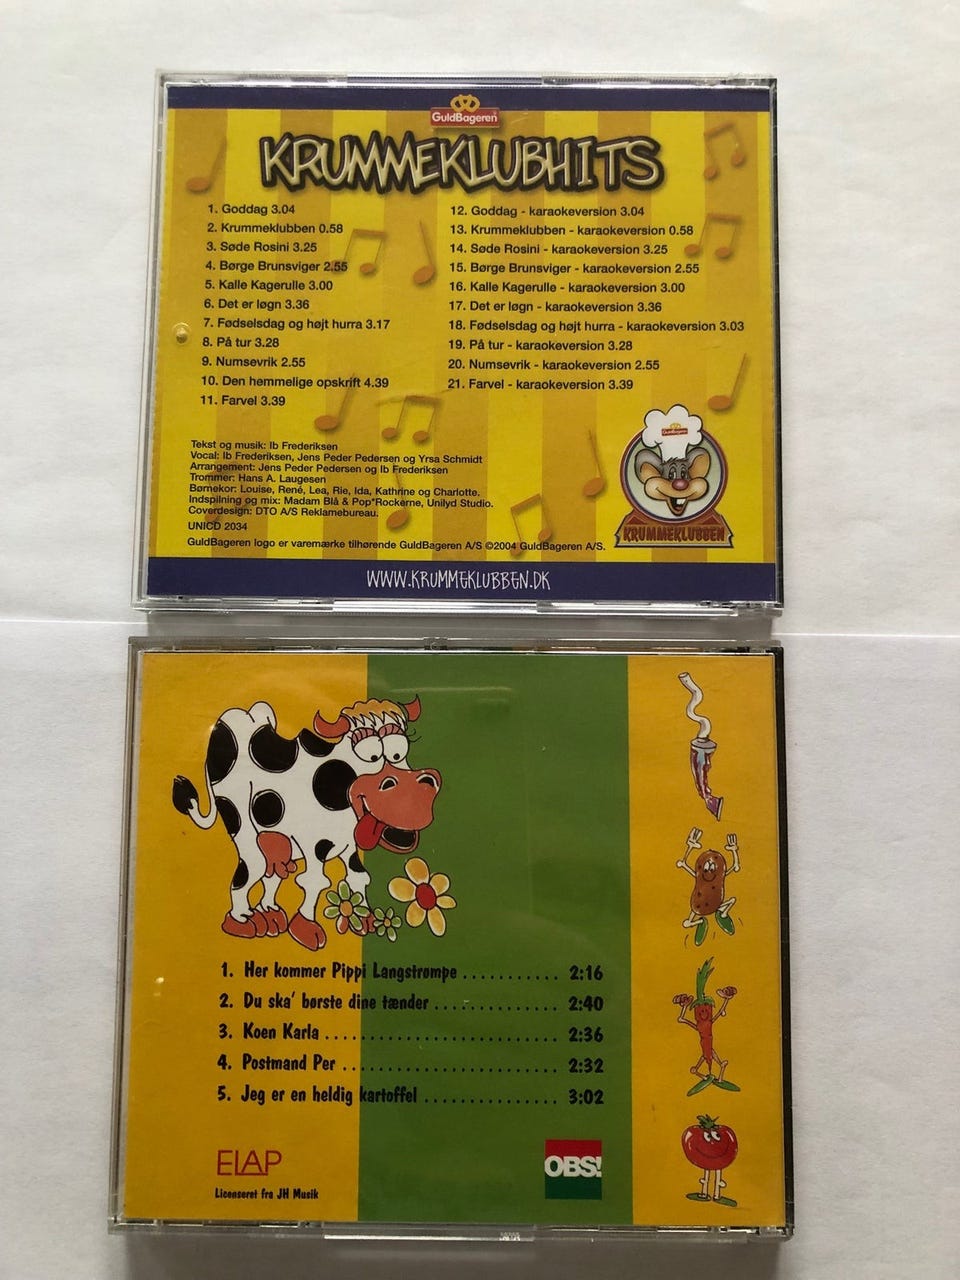 GuldBageren
KRUMMEKLUBHITS
1. Goddag 3.04
2. Krummeklubben 0.58
3. Søde Rosini 3.25
4. Børge Brunsviger 2.55
5. Kalle Kagerulle 3.00
6. Det er løgn 3.36
7. Fødselsdag og højt hurra 3.17
8. På tur 3.28
9. Numsevrik 2.55
10. Den hemmelige opskrift 4.39
11. Farvel 3.39
12. Goddag - karaokeversion 3.04
13. Krummeklubben - karaokeversion 0.58
14. Søde Rosini - karaokeversion 3.25
15. Børge Brunsviger - karaokeversion 2.55
16. Kalle Kagerulle - karaokeversion 3.00
17. Det er løgn - karaokeversion 3.36
18. Fødselsdag og højt hurra - karaokeversion 3.03
19. På tur - karaokeversion 3.28
20. Numsevrik - karaokeversion 2.55
21. Farvel - karaokeversion 3.39
Tekst og musik: Ib Frederiksen
Vocal: Ib Frederiksen, Jens Peder Pedersen og Yrsa Schmidt
Arrangement: Jens Peder Pedersen og Ib Frederiksen
Trommer: Hans A. Laugesen
Børnekor: Louise, René, Lea, Rie, Ida, Kathrine og Charlotte.
Indspilning og mix: Madam Blå & Pop*Rockerne, Unilyd Studio.
Coverdesign: DTO A/S Reklamebureau.
UNICD 2034
GuldBageren logo er varemærke tilhørende GuldBageren A/S ©2004 GuldBageren A/S.
GuldBageren
KRUMMEKLUBBEN
WWW.KRUMMEKLUBBEN.DK
1. Her kommer Pippi Langstrømpe ........... 2:16
2. Du ska' børste dine tænder .............. 2:40
3. Koen Karla ........................... 2:36
4. Postmand Per ......................... 2:32
5. Jeg er en heldig kartoffel ............... 3:02
ELAP
Licenseret fra JH Musik
OBS!